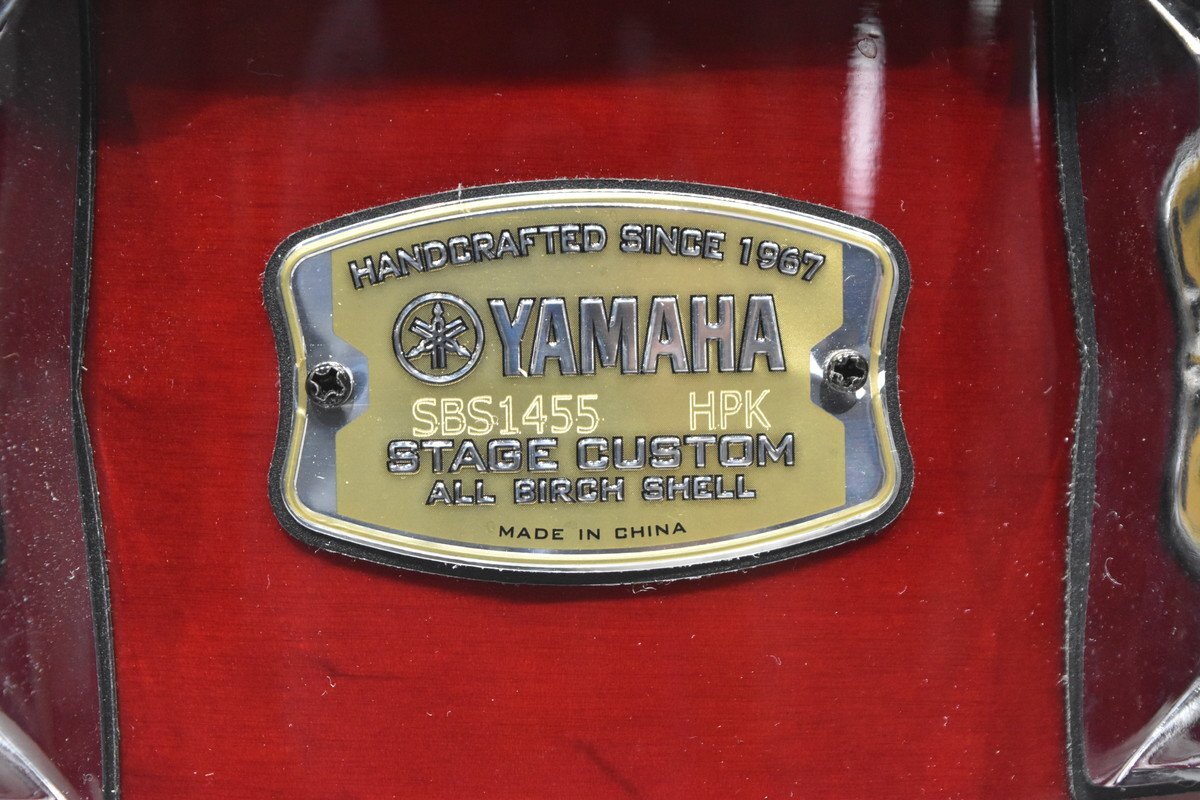 HANDCRAFTED SINCE 1967
YAMAHA
SBS1455 HPK
STAGE CUSTOM
ALL BIRCH SHELL
MADE IN CHINA